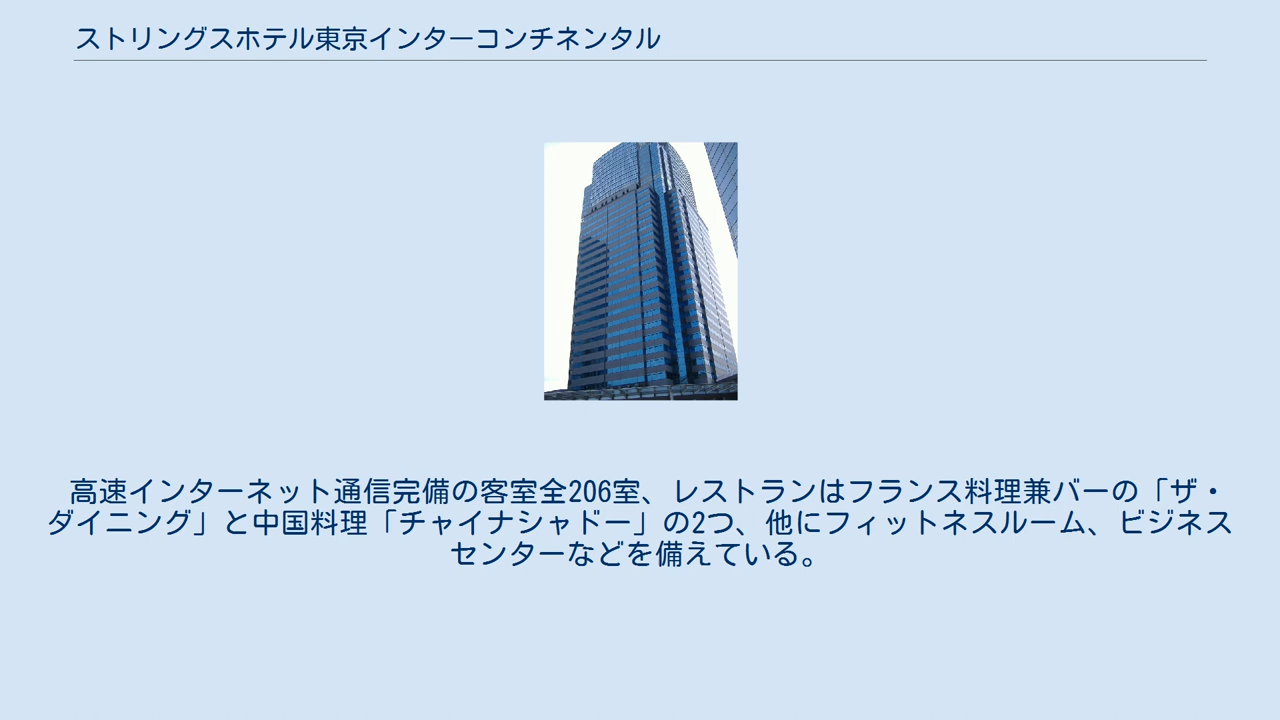 ストリングスホテル東京インターコンチネンタル
高速インターネット通信完備の客室全206室、レストランはフランス料理兼バーの「ザ・
ダイニング」と中国料理「チャイナシャドー」の2つ、他にフィットネスルーム、ビジネス
センターなどを備えている。